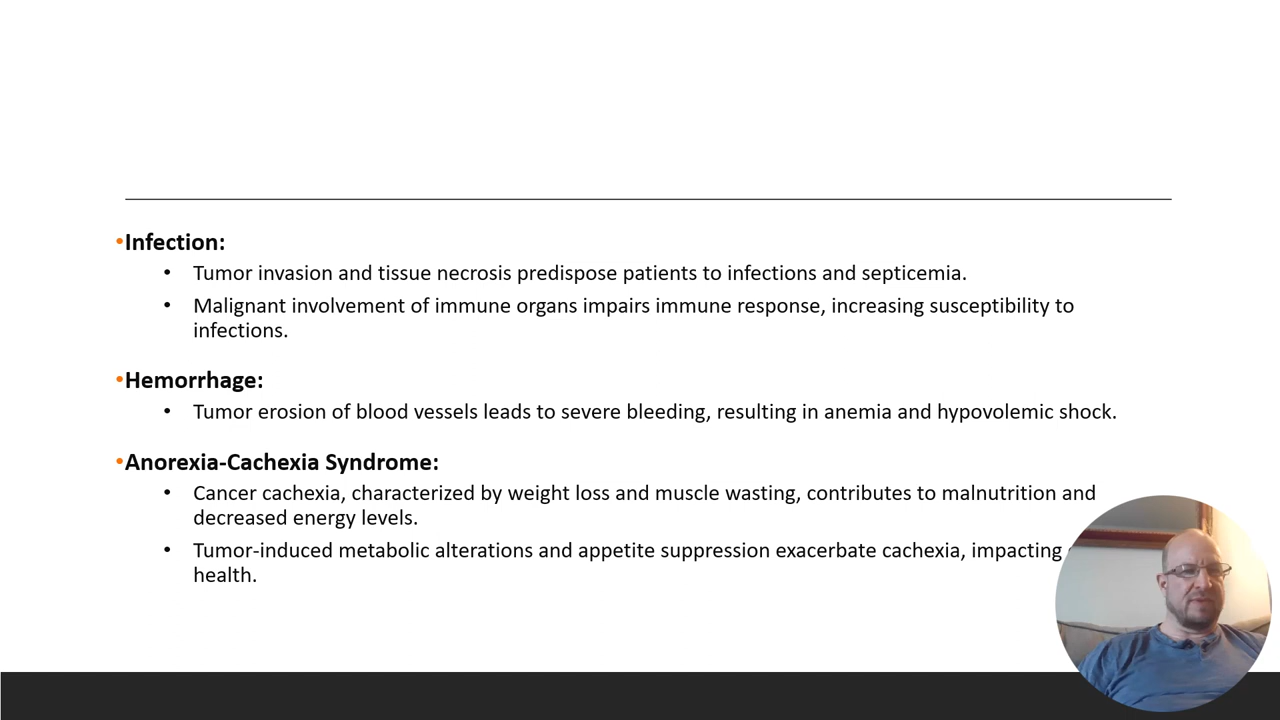 •Infection:
• Tumor invasion and tissue necrosis predispose patients to infections and septicemia.
• Malignant involvement of immune organs impairs immune response, increasing susceptibility to
infections.
•Hemorrhage:
• Tumor erosion of blood vessels leads to severe bleeding, resulting in anemia and hypovolemic shock.
•Anorexia-Cachexia Syndrome:
• Cancer cachexia, characterized by weight loss and muscle wasting, contributes to malnutrition and
decreased energy levels.
• Tumor-induced metabolic alterations and appetite suppression exacerbate cachexia, impacting
health.